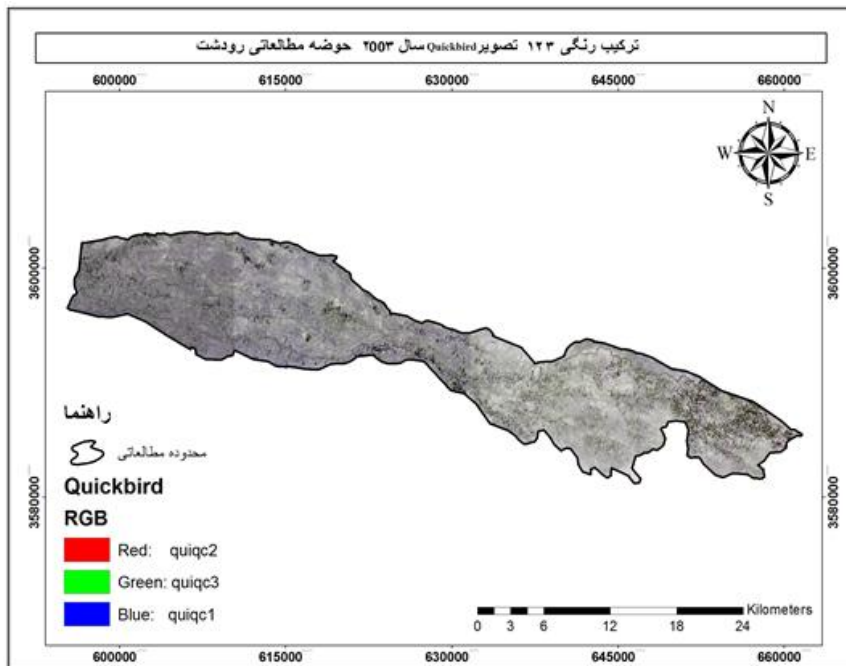 ترکیب رنگی ۱۲۳ تصویر Quickbird سال ۲۰۰۳ حوضه مطالعاتی رودشت
600000 615000 630000 645000 660000
N
W E
S
3600000 3600000
3580000 3580000
راهنما
محدوده مطالعاتی
Quickbird
RGB
Red: quiqc2
Green: quiqc3
Blue: quiqc1
Kilometers
0 3 6 12 18 24
600000 615000 630000 645000 660000